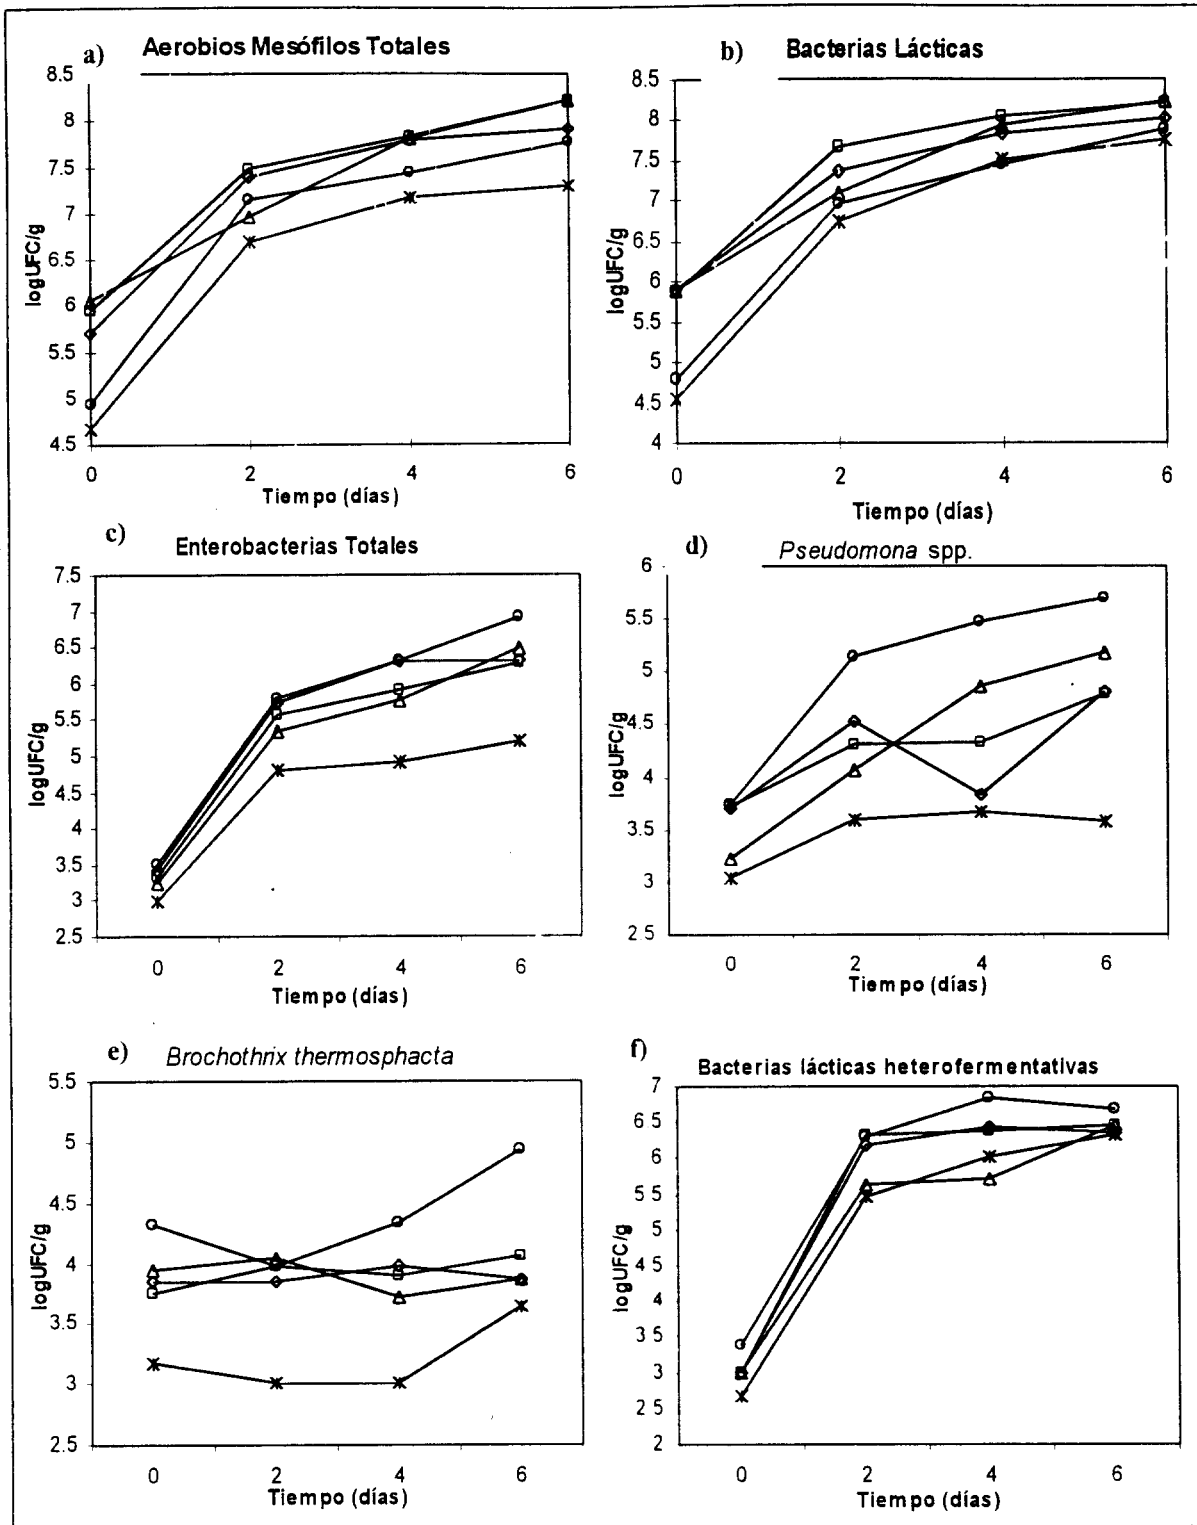 a) Aerobios Mesófilos Totales
8.5
8
7.5
7
6.5
6
5.5
5
4.5
logUFC/g
0 2 4 6
Tiempo (días)
b) Bacterias Lácticas
8.5
8
7.5
7
6.5
6
5.5
5
4.5
4
logUFC/g
0 2 4 6
Tiempo (días)
c) Enterobacterias Totales
7.5
7
6.5
6
5.5
5
4.5
4
3.5
3
2.5
logUFC/g
0 2 4 6
Tiempo (días)
d) Pseudomona spp.
6
5.5
5
4.5
4
3.5
3
2.5
logUFC/g
0 2 4 6
Tiempo (días)
e) Brochothrix thermosphacta
5.5
5
4.5
4
3.5
3
2.5
logUFC/g
0 2 4 6
Tiempo (días)
f) Bacterias lácticas heterofermentativas
7
6.5
6
5.5
5
4.5
4
3 5
3
2 5
2
logUFC/g
0 2 4 6
Tiempo (días)